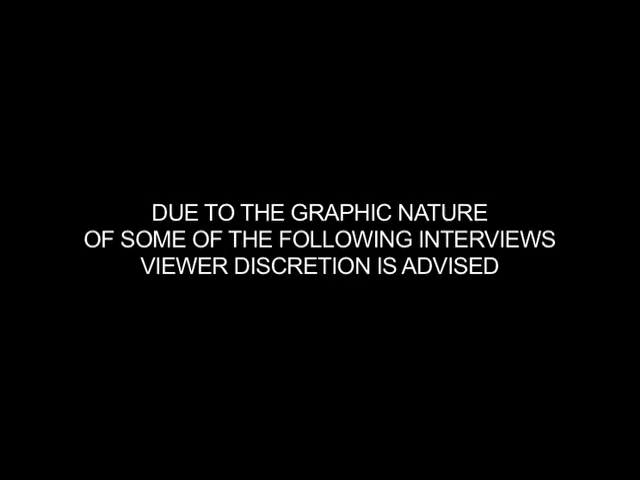 DUE TO THE GRAPHIC NATURE
OF SOME OF THE FOLLOWING INTERVIEWS
VIEWER DISCRETION IS ADVISED